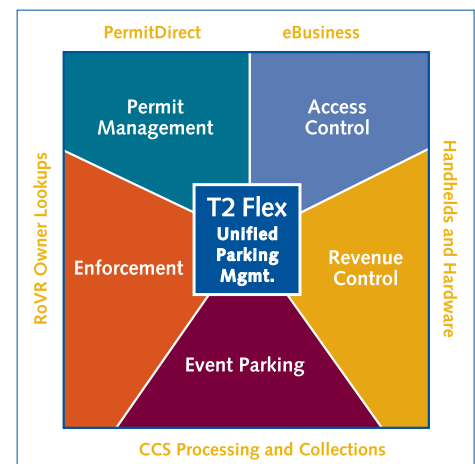 PermitDirect
eBusiness
Permit
Management
Access
Control
RoVR Owner Lookups
Handhelds and Hardware
T2 Flex
Unified
Parking
Mgmt.
Enforcement
Revenue
Control
Event Parking
CCS Processing and Collections